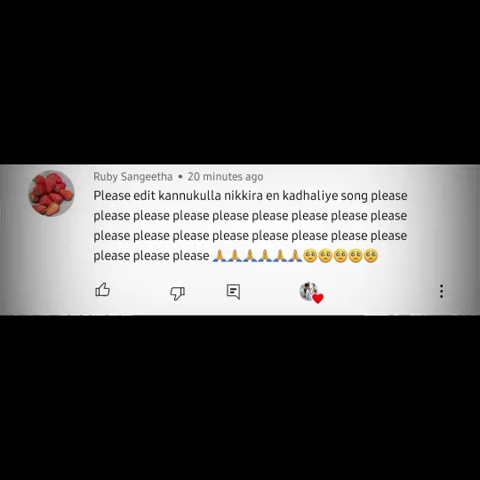 Ruby Sangeetha • 20 minutes ago
Please edit kannukulla nikkira en kadhaliye song please
please please please please please please please please
please please please please please please please please
please please please 🙏🙏🙏🙏🙏🙏🥺🥺🥺🥺🥺